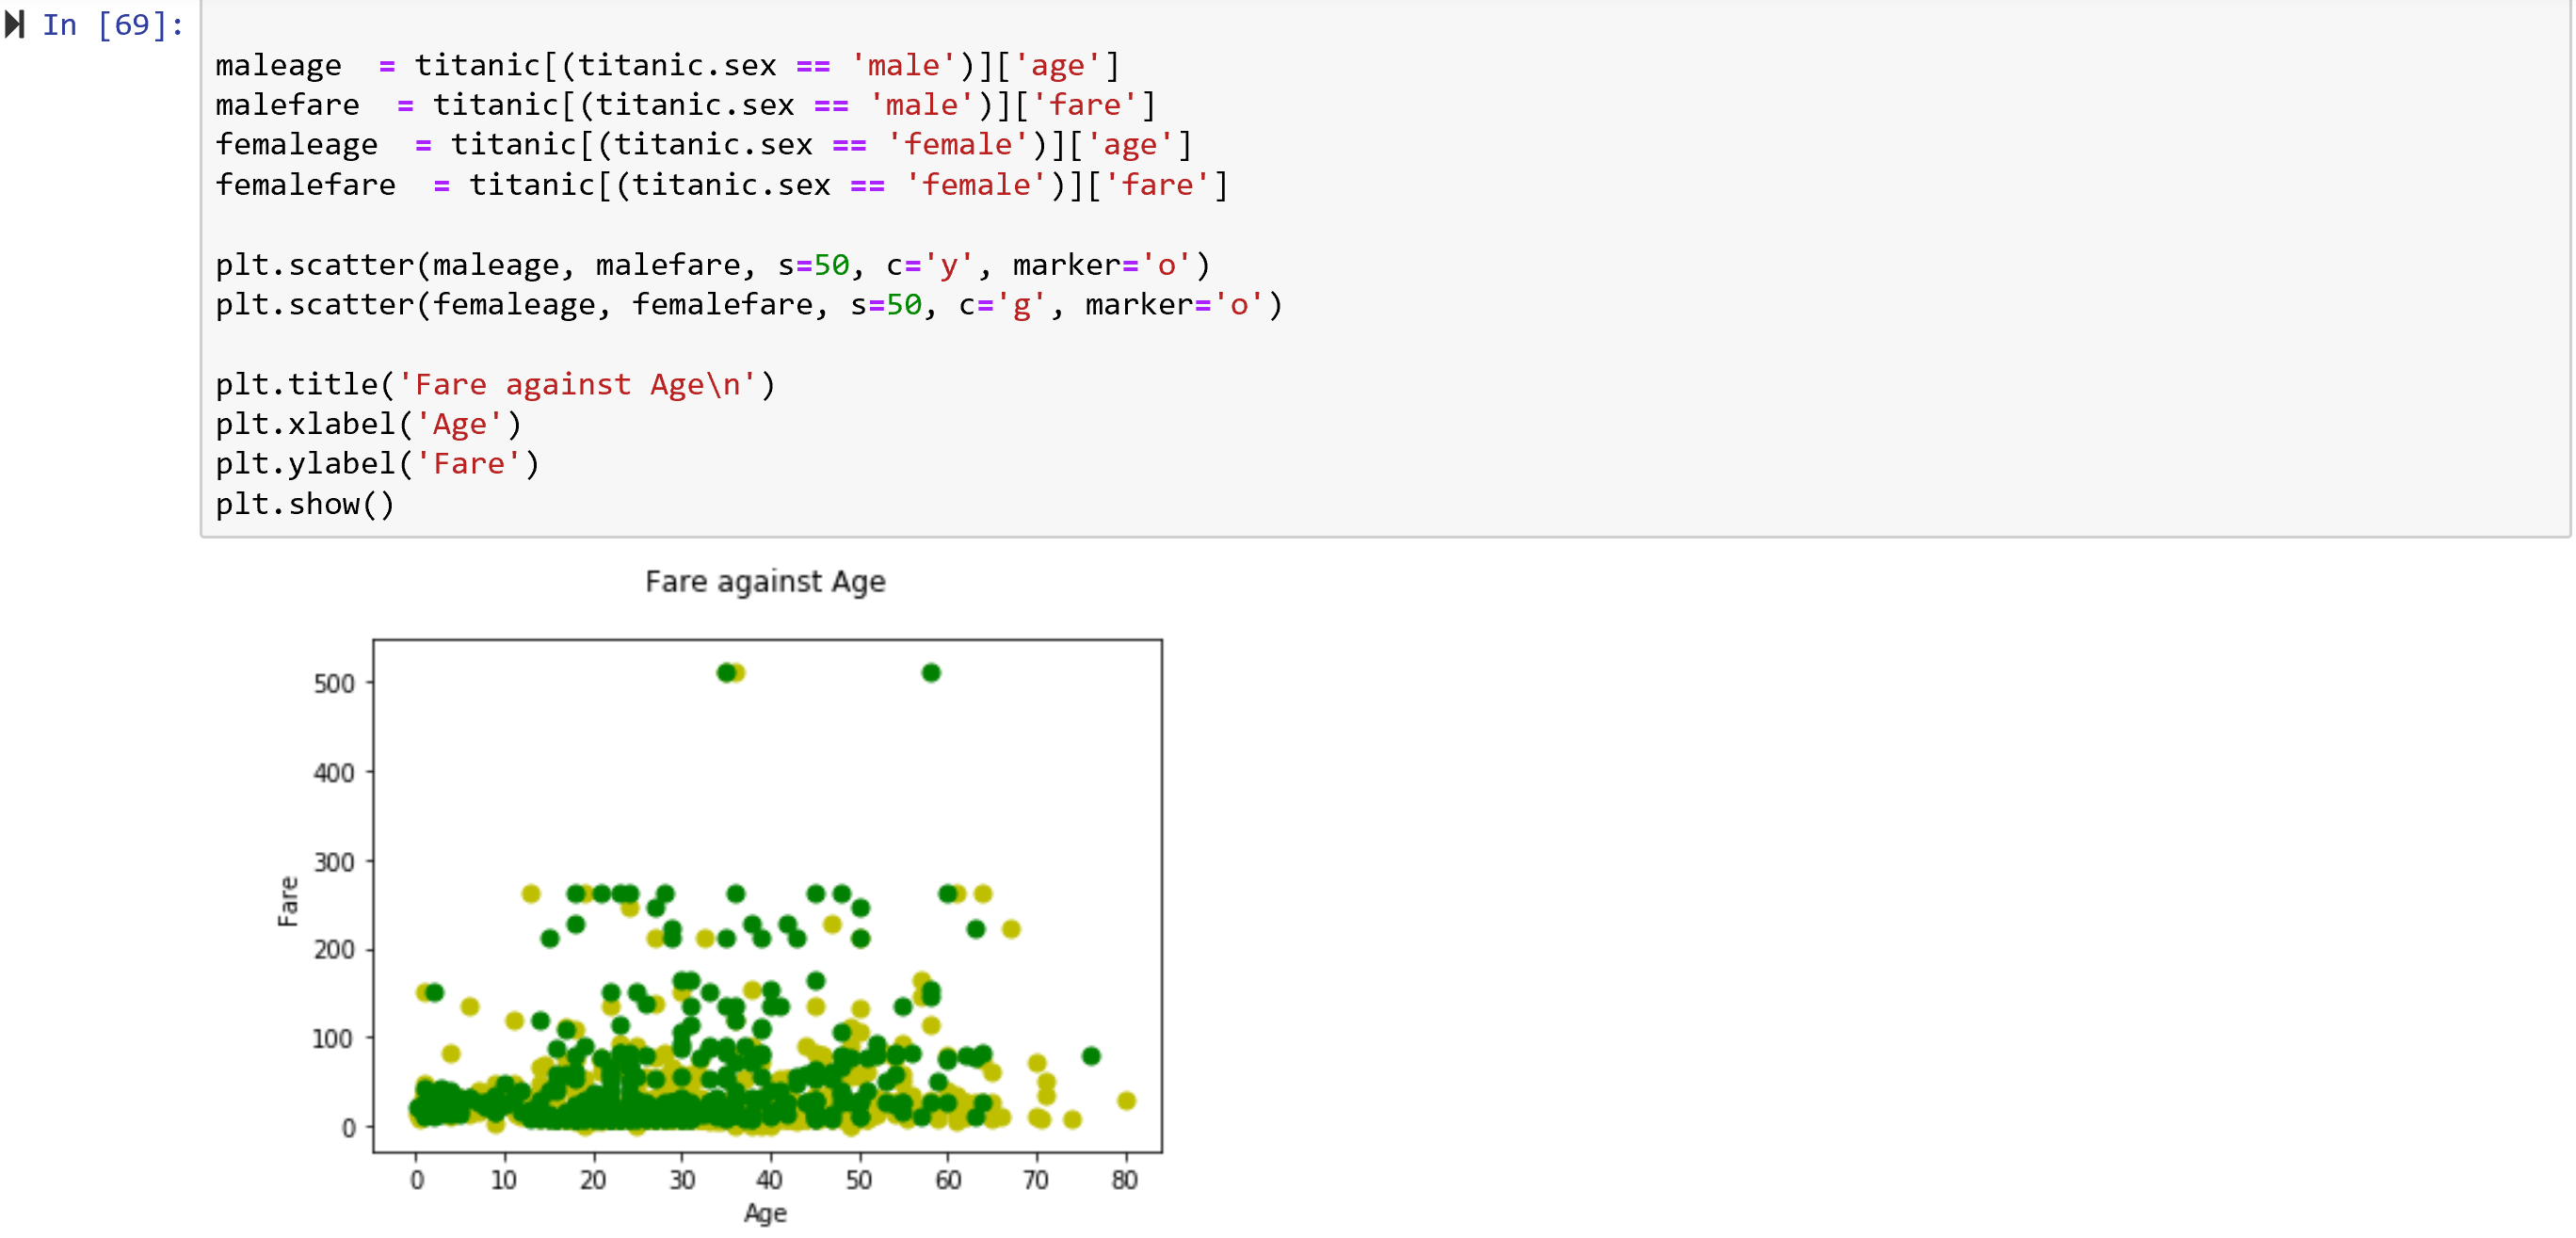 In [69]:
maleage  = titanic[(titanic.sex == 'male')]['age']
malefare  = titanic[(titanic.sex == 'male')]['fare']
femaleage  = titanic[(titanic.sex == 'female')]['age']
femalefare  = titanic[(titanic.sex == 'female')]['fare']
plt.scatter(maleage, malefare, s=50, c='y', marker='o')
plt.scatter(femaleage, femalefare, s=50, c='g', marker='o')
plt.title('Fare against Age\n')
plt.xlabel('Age')
plt.ylabel('Fare')
plt.show()
Fare against Age
500
400
300
200
100
0
Fare
0 10 20 30 40 50 60 70 80
Age